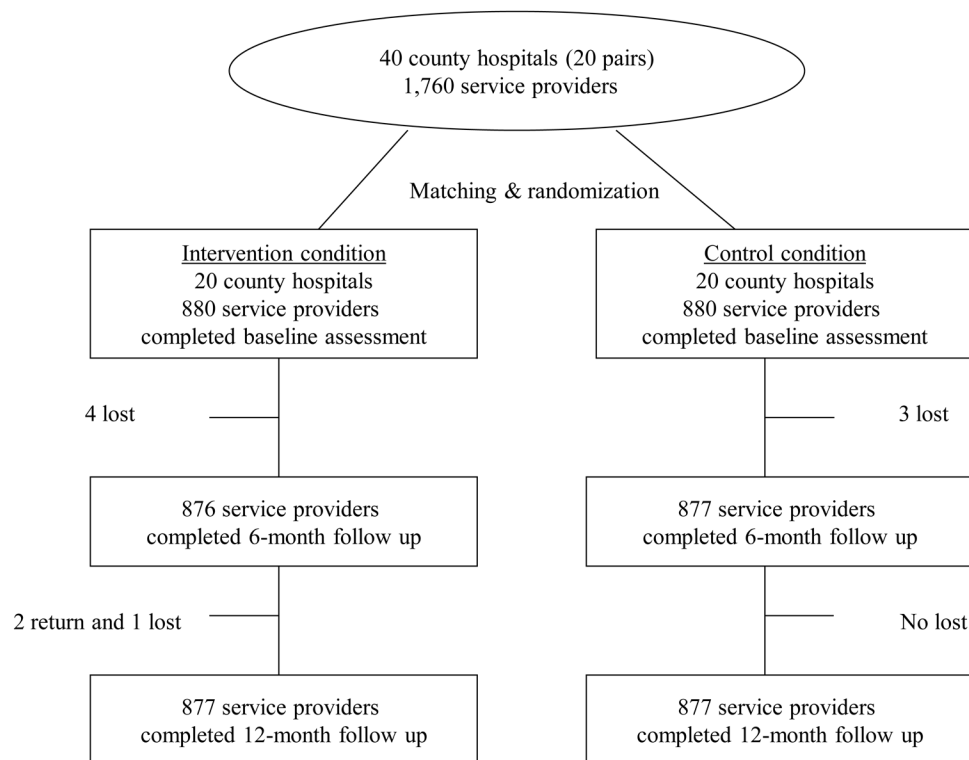 40 county hospitals (20 pairs)
1,760 service providers
Matching & randomization
Intervention condition
20 county hospitals
880 service providers
completed baseline assessment
Control condition
20 county hospitals
880 service providers
completed baseline assessment
4 lost
3 lost
876 service providers
completed 6-month follow up
877 service providers
completed 6-month follow up
2 return and 1 lost
No lost
877 service providers
completed 12-month follow up
877 service providers
completed 12-month follow up